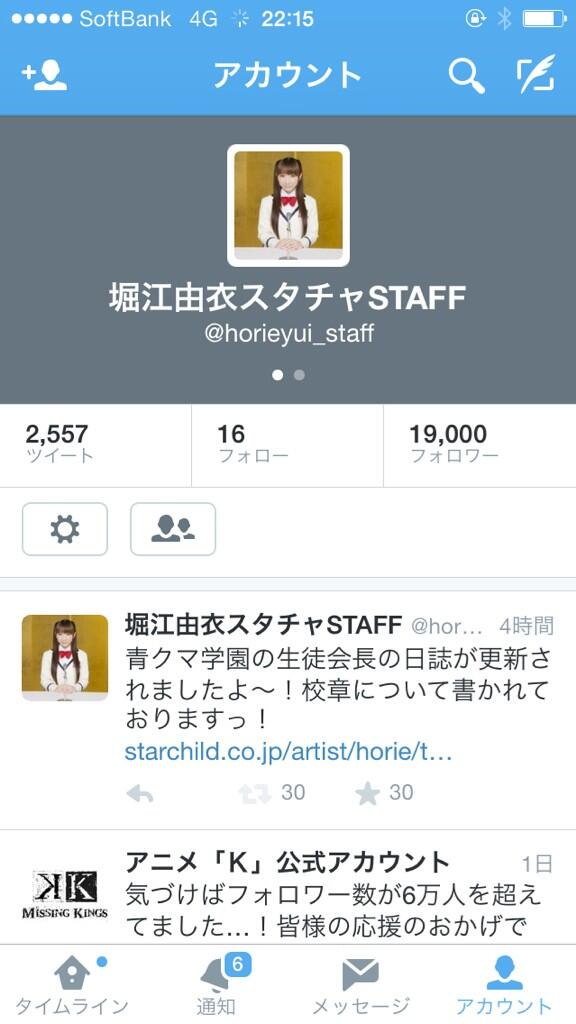 SoftBank 4G 22:15
アカウント
堀江由衣スタチャSTAFF
@horieyui_staff
2,557 16 19,000
ツイート フォロー フォロワー
堀江由衣スタチャSTAFF @hor... 4時間
青クマ学園の生徒会長の日誌が更新さ
れましたよ〜！校章について書かれて
おりますっ！
starchild.co.jp/artist/horie/t...
30 30
アニメ「K」公式アカウント 1日
K K
MISSING KINGS
気づけばフォロワー数が6万人を超え
てました…！皆様の応援のおかげで
6
タイムライン 通知 メッセージ アカウント